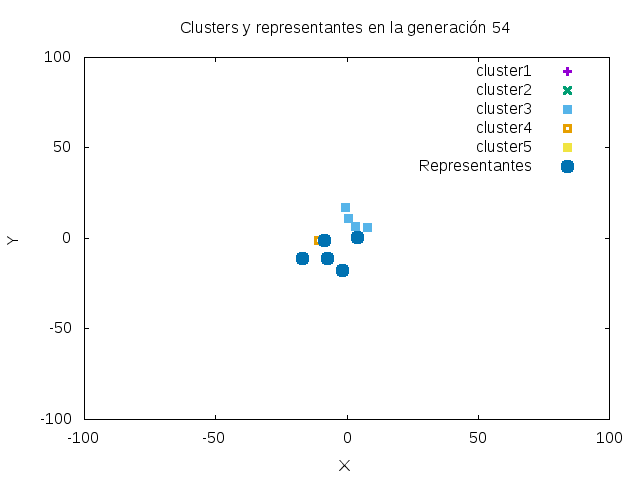 Clusters y representantes en la generación 54
100
50
0
-50
-100
-100
-50
0
50
100
Y
X
cluster1
cluster2
cluster3
cluster4
cluster5
Representantes